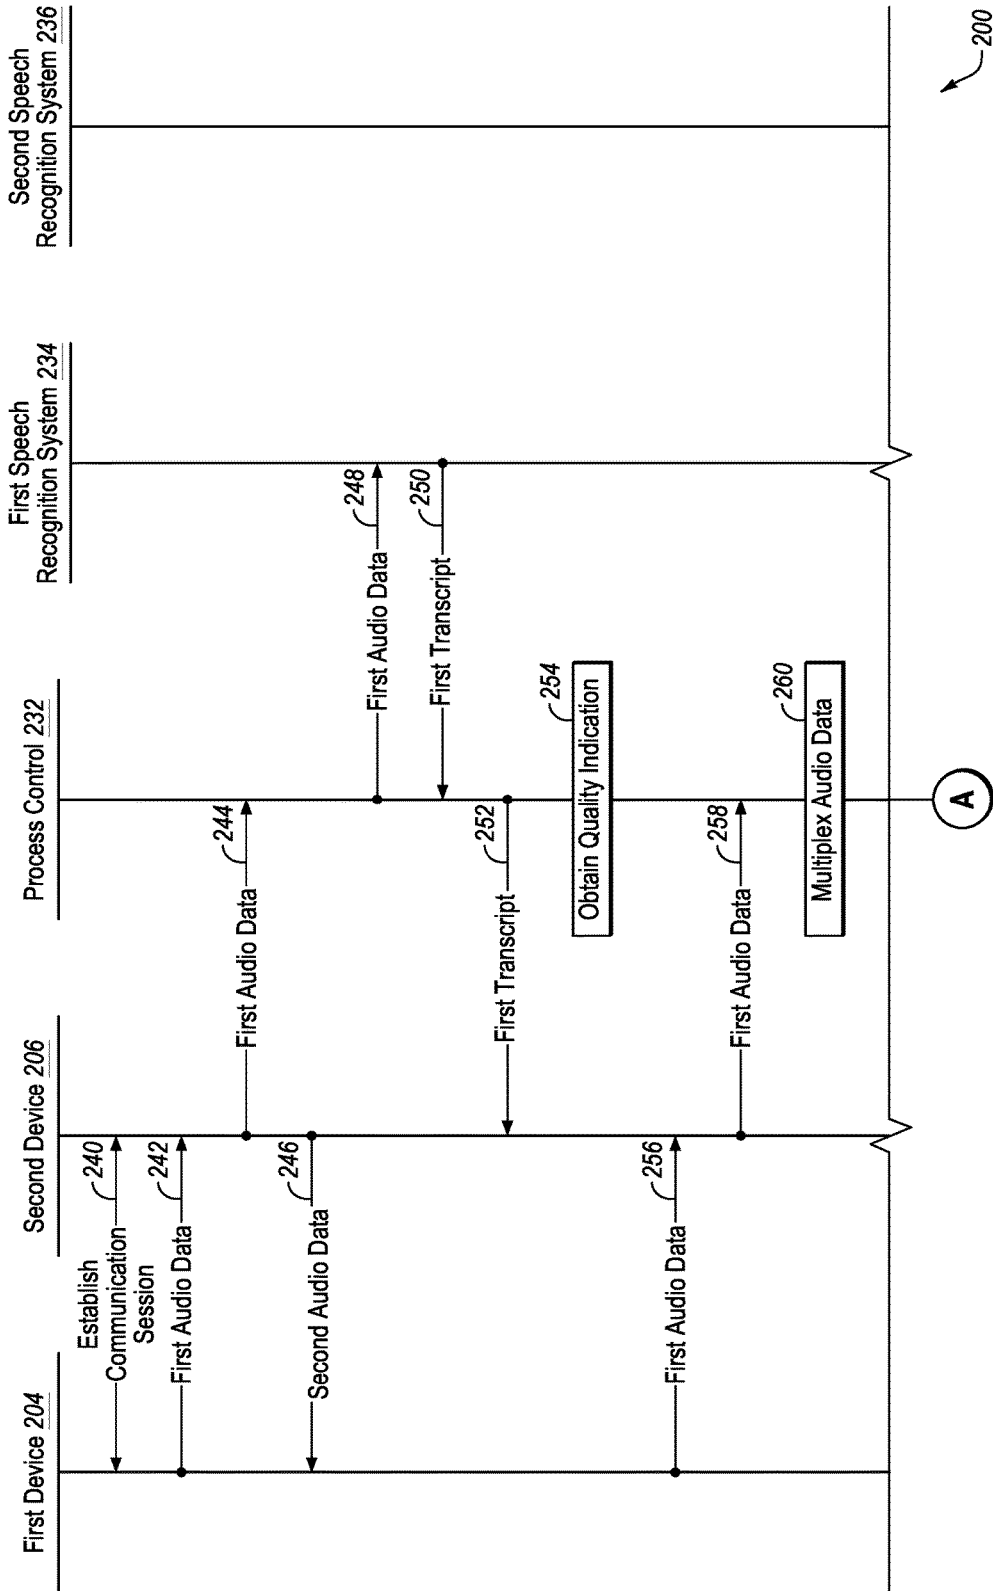 First Device 204
Second Device 206
Process Control 232
First Speech
Recognition System 234
Second Speech
Recognition System 236
Establish
Communication
Session
240
First Audio Data
242
First Audio Data
244
Second Audio Data
246
First Audio Data
248
First Transcript
250
First Transcript
252
254
Obtain Quality Indication
First Audio Data
256
First Audio Data
258
260
Multiplex Audio Data
A
200